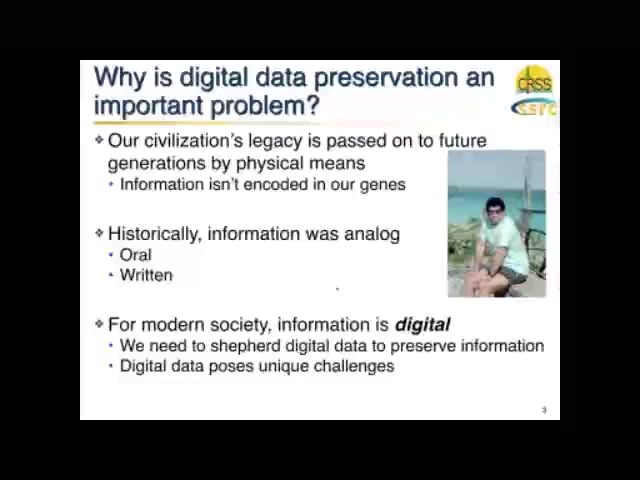 Why is digital data preservation an
important problem?
CRSS
ssrc
Our civilization's legacy is passed on to future
generations by physical means
Information isn't encoded in our genes
Historically, information was analog
Oral
Written
For modern society, information is digital
We need to shepherd digital data to preserve information
Digital data poses unique challenges
3